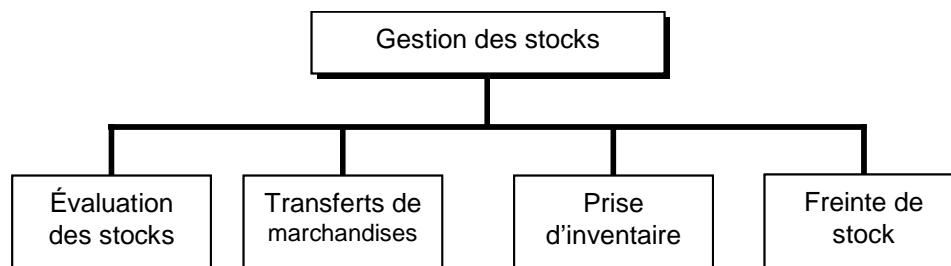 Gestion des stocks
Évaluation
des stocks
Transferts de
marchandises
Prise
d'inventaire
Freinte de
stock